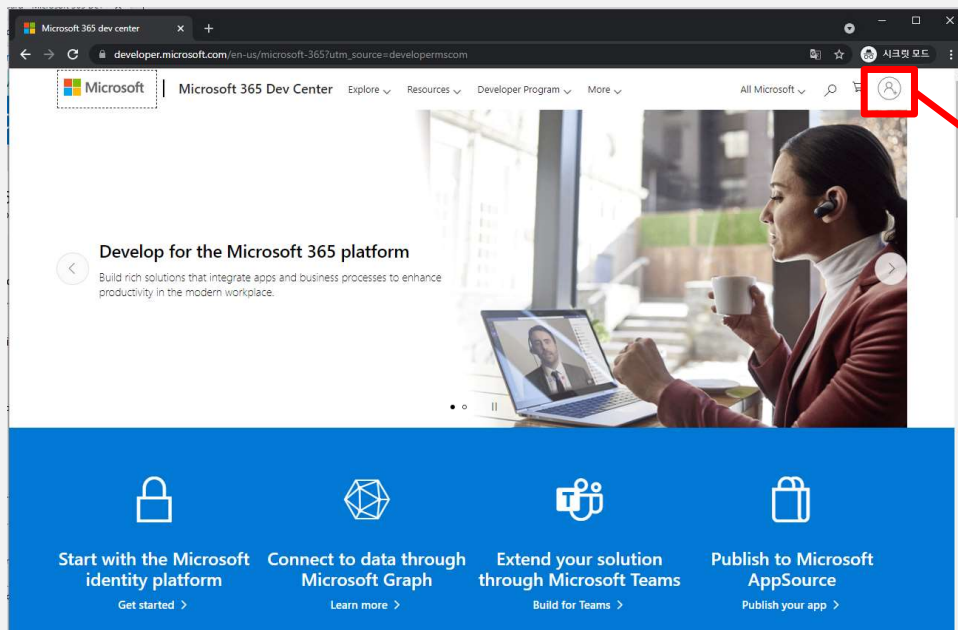 Microsoft 365 dev center
developer.microsoft.com/en-us/microsoft-365?utm_source=developermscom
시크릿 모드
Microsoft
Microsoft 365 Dev Center
Explore
Resources
Developer Program
More
All Microsoft
Develop for the Microsoft 365 platform
Build rich solutions that integrate apps and business processes to enhance
productivity in the modern workplace.
Start with the Microsoft
identity platform
Get started
Connect to data through
Microsoft Graph
Learn more
Extend your solution
through Microsoft Teams
Build for Teams
Publish to Microsoft
AppSource
Publish your app